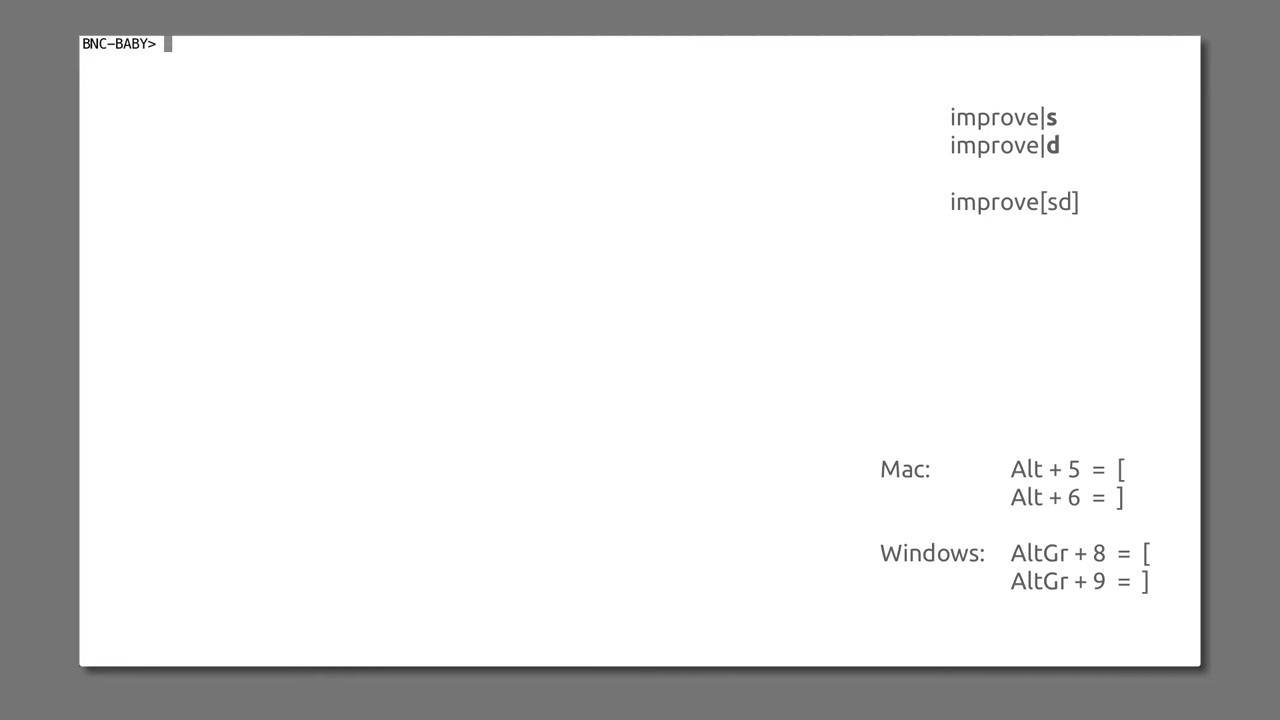 BNC-BABY>
improve|s
improve|d
improve[sd]
Mac: Alt + 5 = [
Alt + 6 = ]
Windows: AltGr + 8 = [
AltGr + 9 = ]